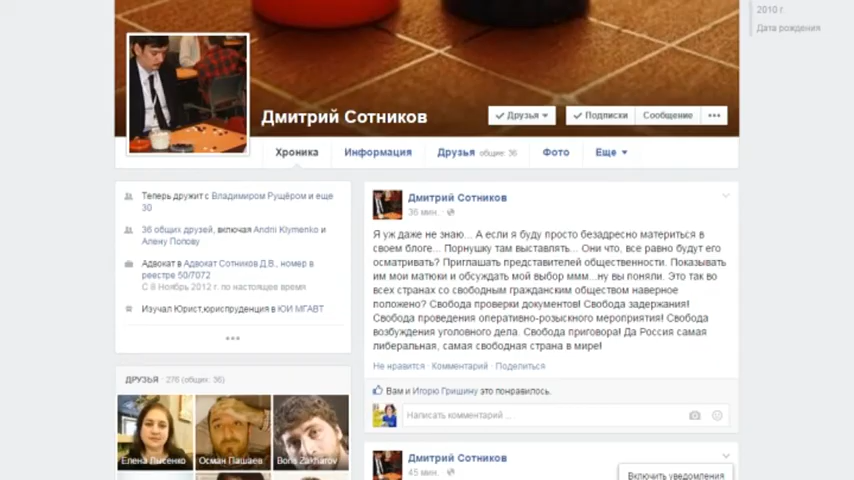 2010 г.
Дата рождения
Дмитрий Сотников
Друзья
Подписки
Сообщение
Хроника
Информация
Друзья общие: 36
Фото
Еще
Теперь дружит с Владимиром Рущёром и еще
30
36 общих друзей, включая Andrii Klymenko и
Алену Попову
Адвокат в Адвокат Сотников Д.В., номер в
реестре 50/7072
С 8 Ноябрь 2012 г. по настоящее время
Изучал Юрист,юриспруденция в ЮИ МГАВТ
ДРУЗЬЯ · 276 (общих: 36)
Елена Лысенко
Осман Пашаев
Boris Zakharov
Дмитрий Сотников
36 мин. ·
Я уж даже не знаю... А если я буду просто безадресно материться в
своем блоге... Порнушку там выставлять... Они что, все равно будут его
осматривать? Приглашать представителей общественности. Показывать
им мои матюки и обсуждать мой выбор ммм...ну вы поняли. Это так во
всех странах со свободным гражданским обществом наверное
положено? Свобода проверки документов! Свобода задержания!
Свобода проведения оперативно-розыскного мероприятия! Свобода
возбуждения уголовного дела. Свобода приговора! Да Россия самая
либеральная, самая свободная страна в мире!
Не нравится · Комментарий · Поделиться
Вам и Игорю Гришину это понравилось.
Написать комментарий ...
Дмитрий Сотников
45 мин. ·
Включить уведомления